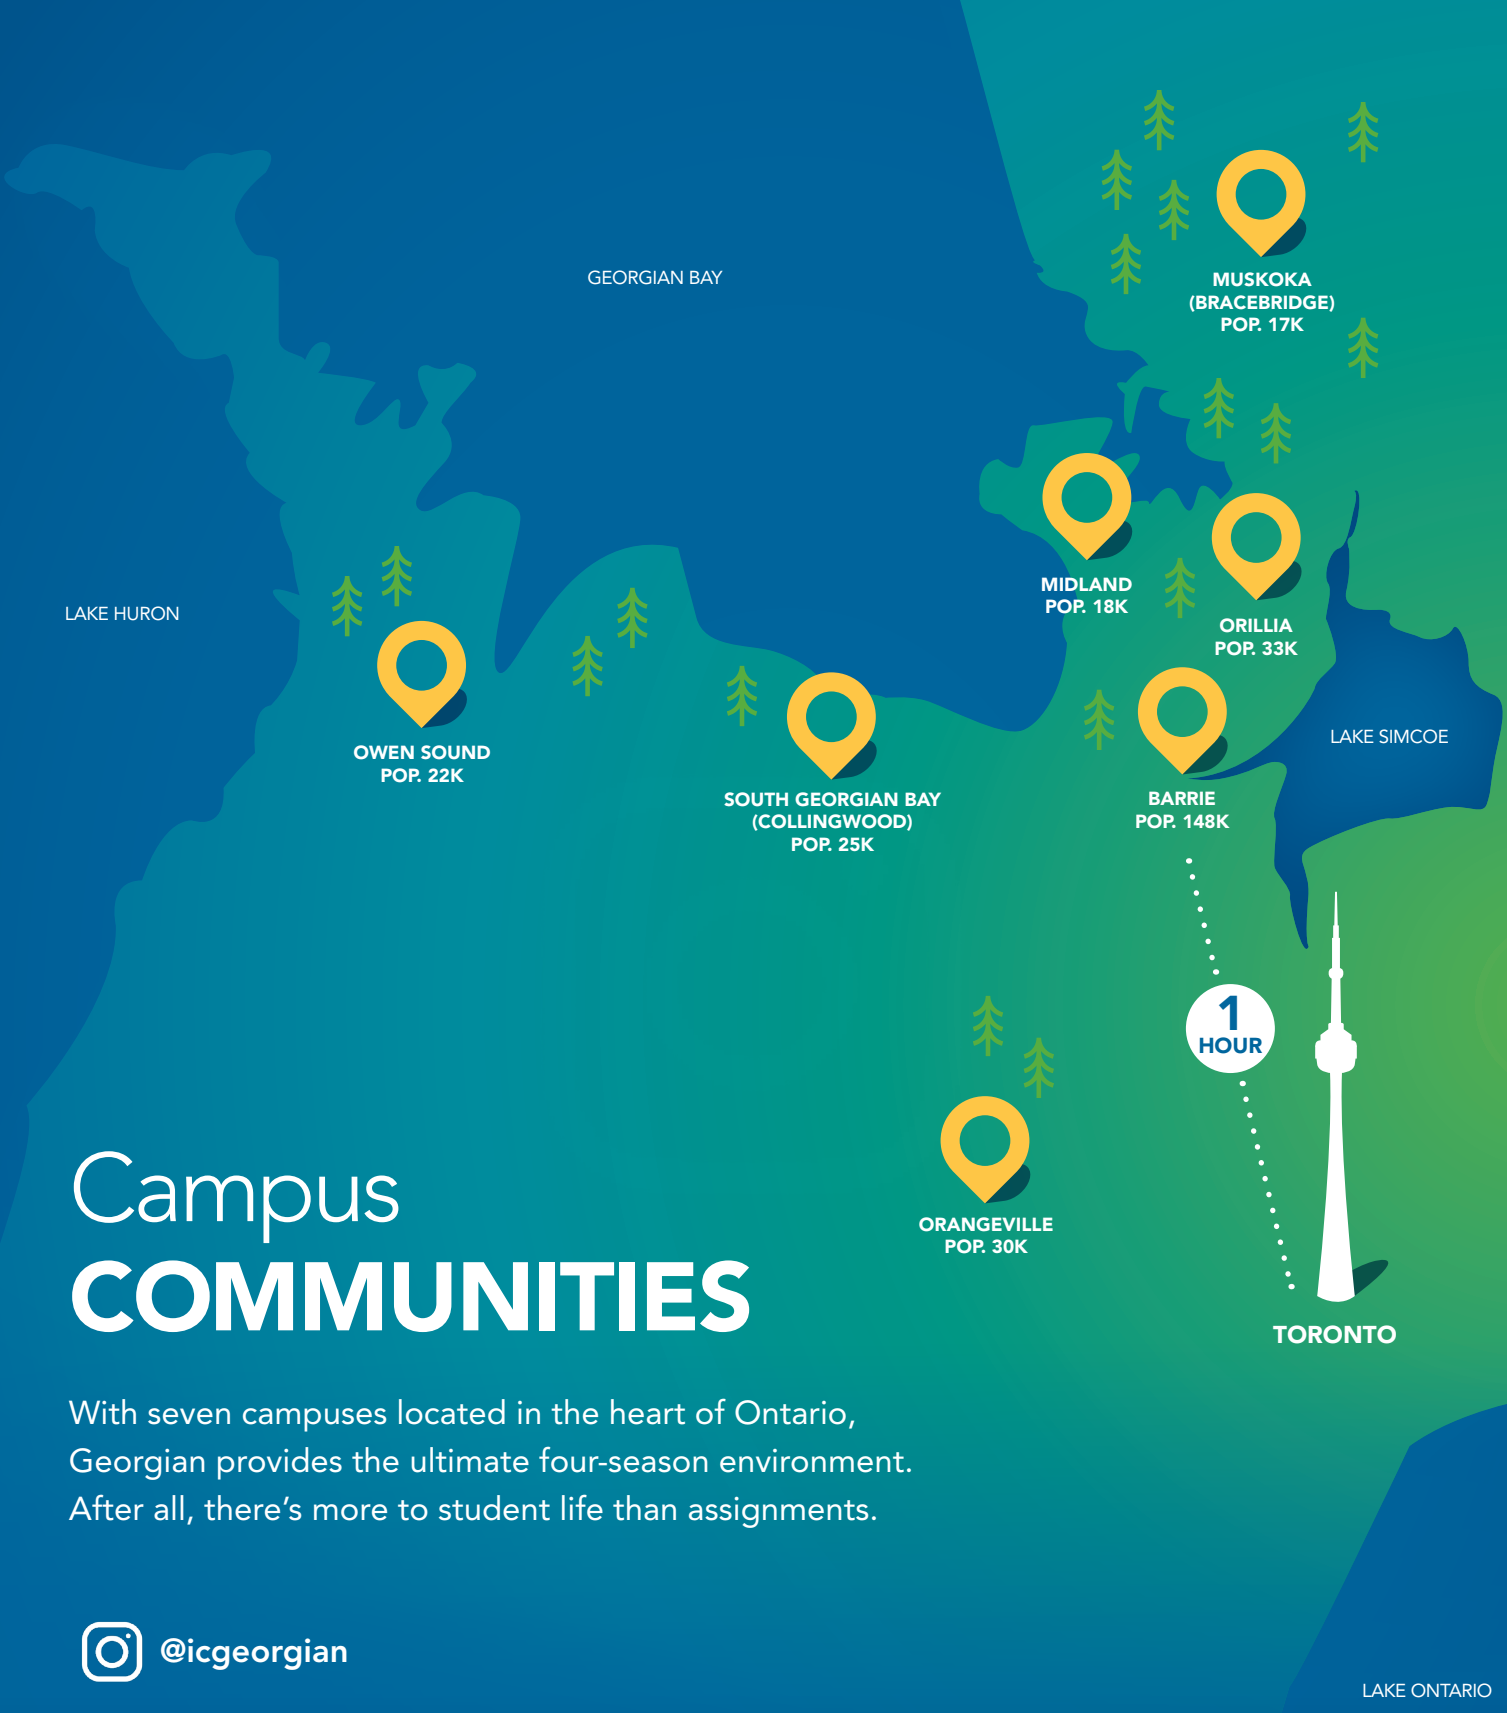 GEORGIAN BAY
MUSKOKA
(BRACEBRIDGE)
POP. 17K
LAKE HURON
MIDLAND
POP. 18K
ORILLIA
POP. 33K
OWEN SOUND
POP. 22K
SOUTH GEORGIAN BAY
(COLLINGWOOD)
POP. 25K
BARRIE
POP. 148K
LAKE SIMCOE
1
HOUR
ORANGEVILLE
POP. 30K
TORONTO
Campus
COMMUNITIES
With seven campuses located in the heart of Ontario,
Georgian provides the ultimate four-season environment.
After all, there’s more to student life than assignments.
@icgeorgian
LAKE ONTARIO